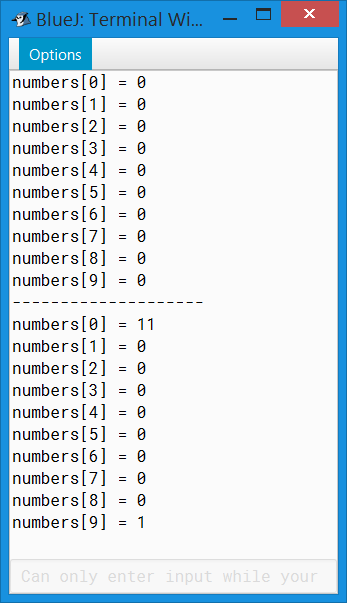 BlueJ: Terminal Wi...
Options
numbers[0] = 0
numbers[1] = 0
numbers[2] = 0
numbers[3] = 0
numbers[4] = 0
numbers[5] = 0
numbers[6] = 0
numbers[7] = 0
numbers[8] = 0
numbers[9] = 0
--------------------
numbers[0] = 11
numbers[1] = 0
numbers[2] = 0
numbers[3] = 0
numbers[4] = 0
numbers[5] = 0
numbers[6] = 0
numbers[7] = 0
numbers[8] = 0
numbers[9] = 1
Can only enter input while your